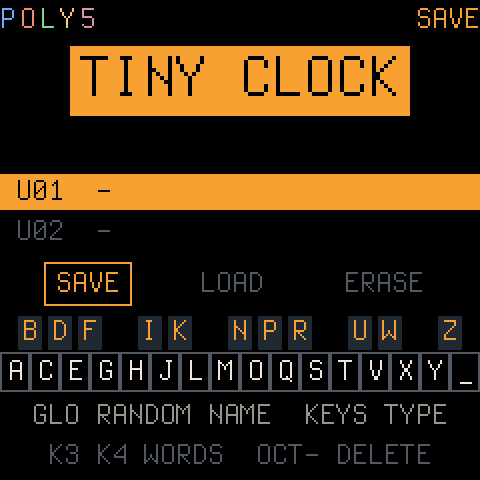 POLY5 SAVE
TINY CLOCK
U01 -
U02 -
SAVE LOAD ERASE
B D F I K N P R U W Z
A C E G H J L M O Q S T V X Y _
GLO RANDOM NAME KEYS TYPE
K3 K4 WORDS OCT- DELETE